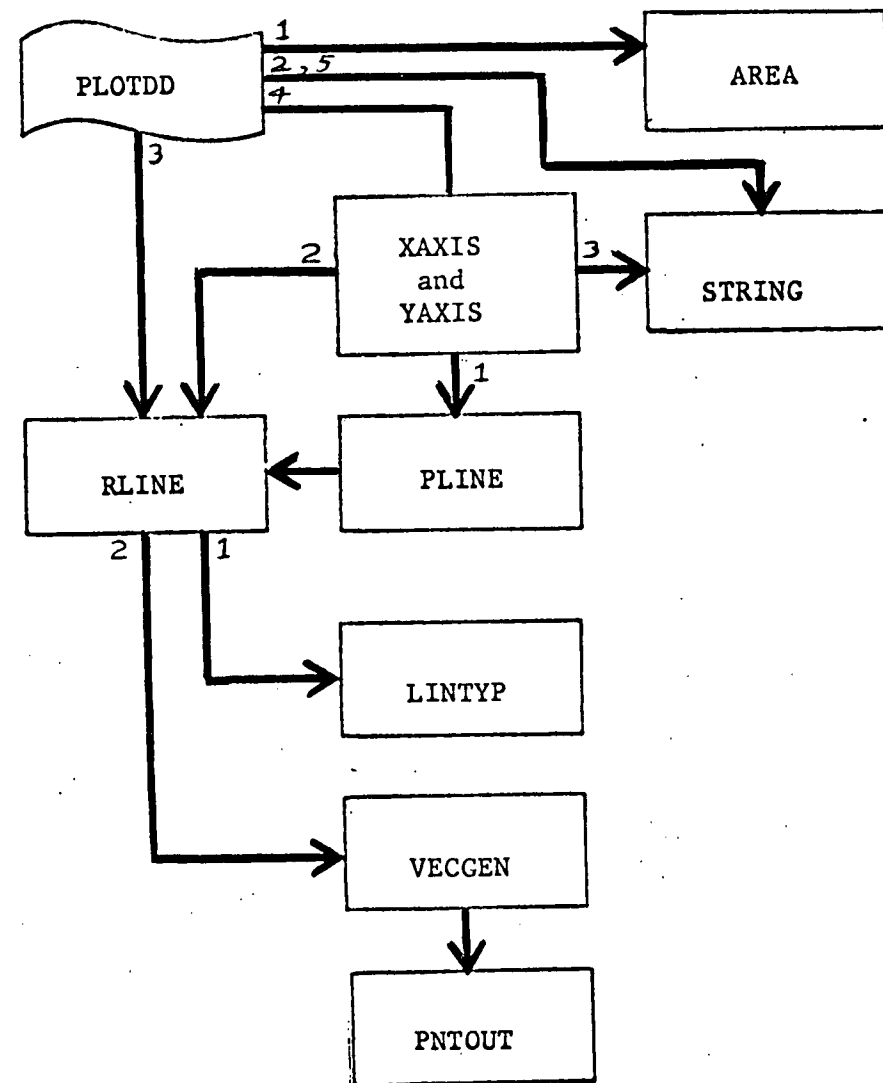 1
2,5
4
PLOTDD
AREA
3
XAXIS
and
YAXIS
2
3
STRING
1
RLINE
PLINE
2
1
LINTYP
VECGEN
PNTOUT